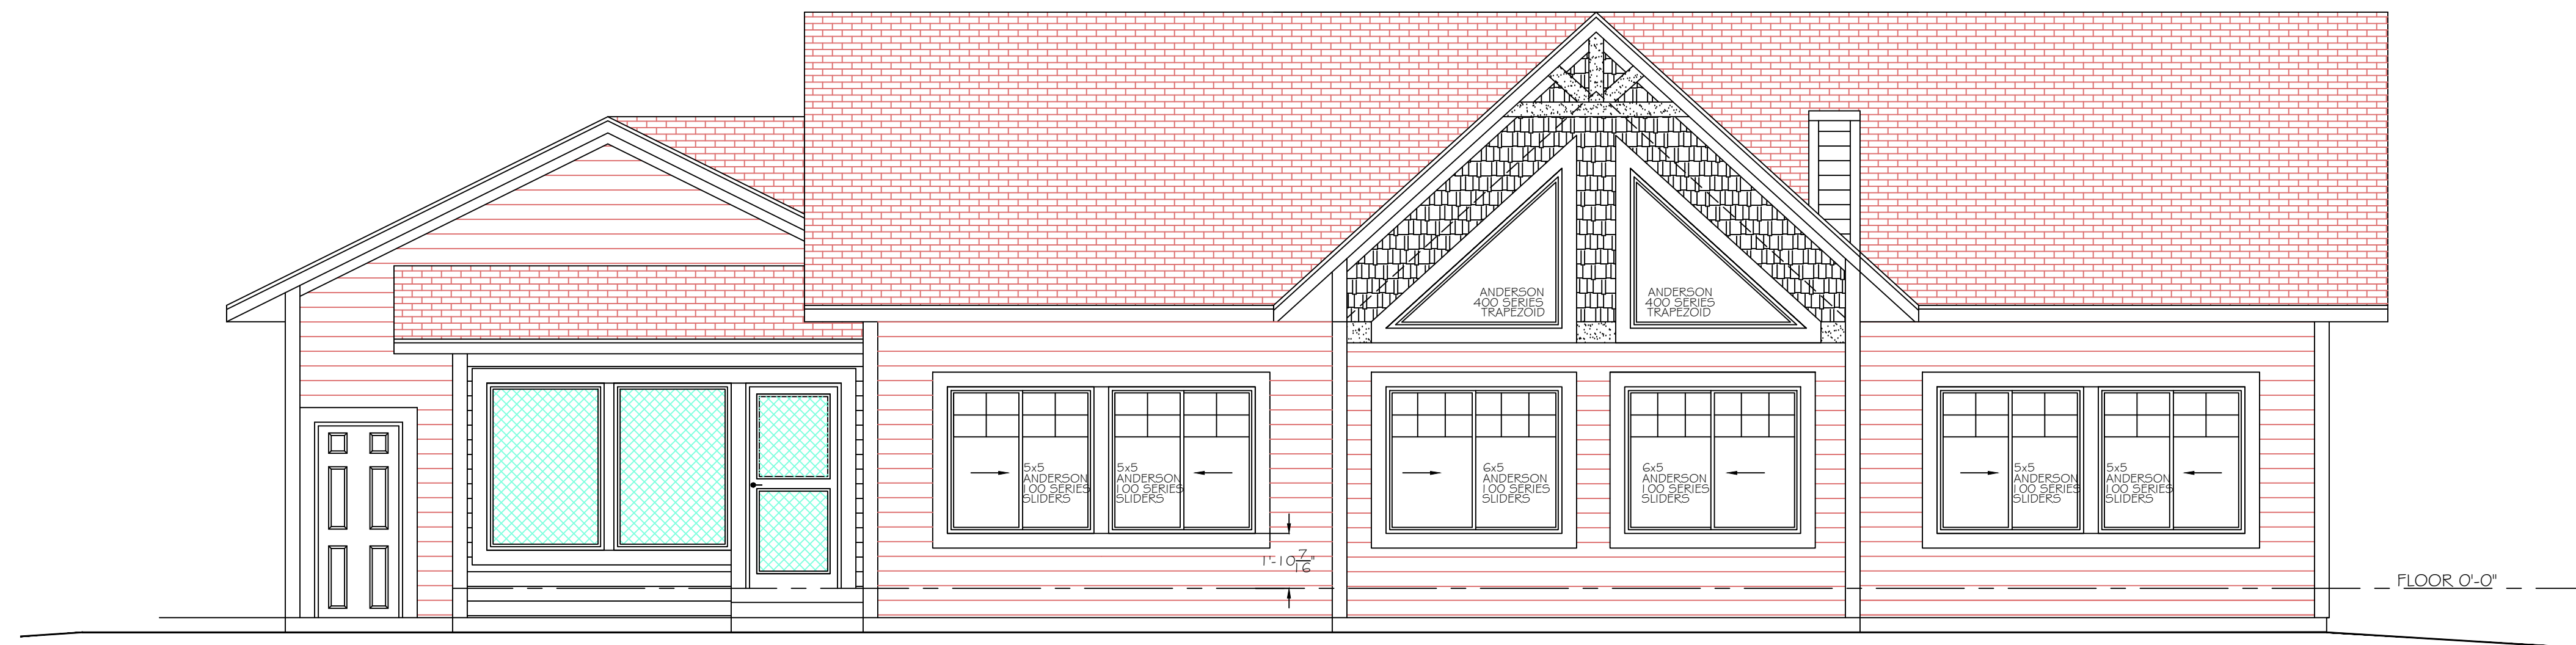 ANDERSON
400 SERIES
TRAPEZOID
ANDERSON
400 SERIES
TRAPEZOID
5x5
ANDERSON
100 SERIES
SLIDERS
5x5
ANDERSON
100 SERIES
SLIDERS
6x5
ANDERSON
100 SERIES
SLIDERS
6x5
ANDERSON
100 SERIES
SLIDERS
5x5
ANDERSON
100 SERIES
SLIDERS
5x5
ANDERSON
100 SERIES
SLIDERS
1'-10 7/16"
FLOOR 0'-0"